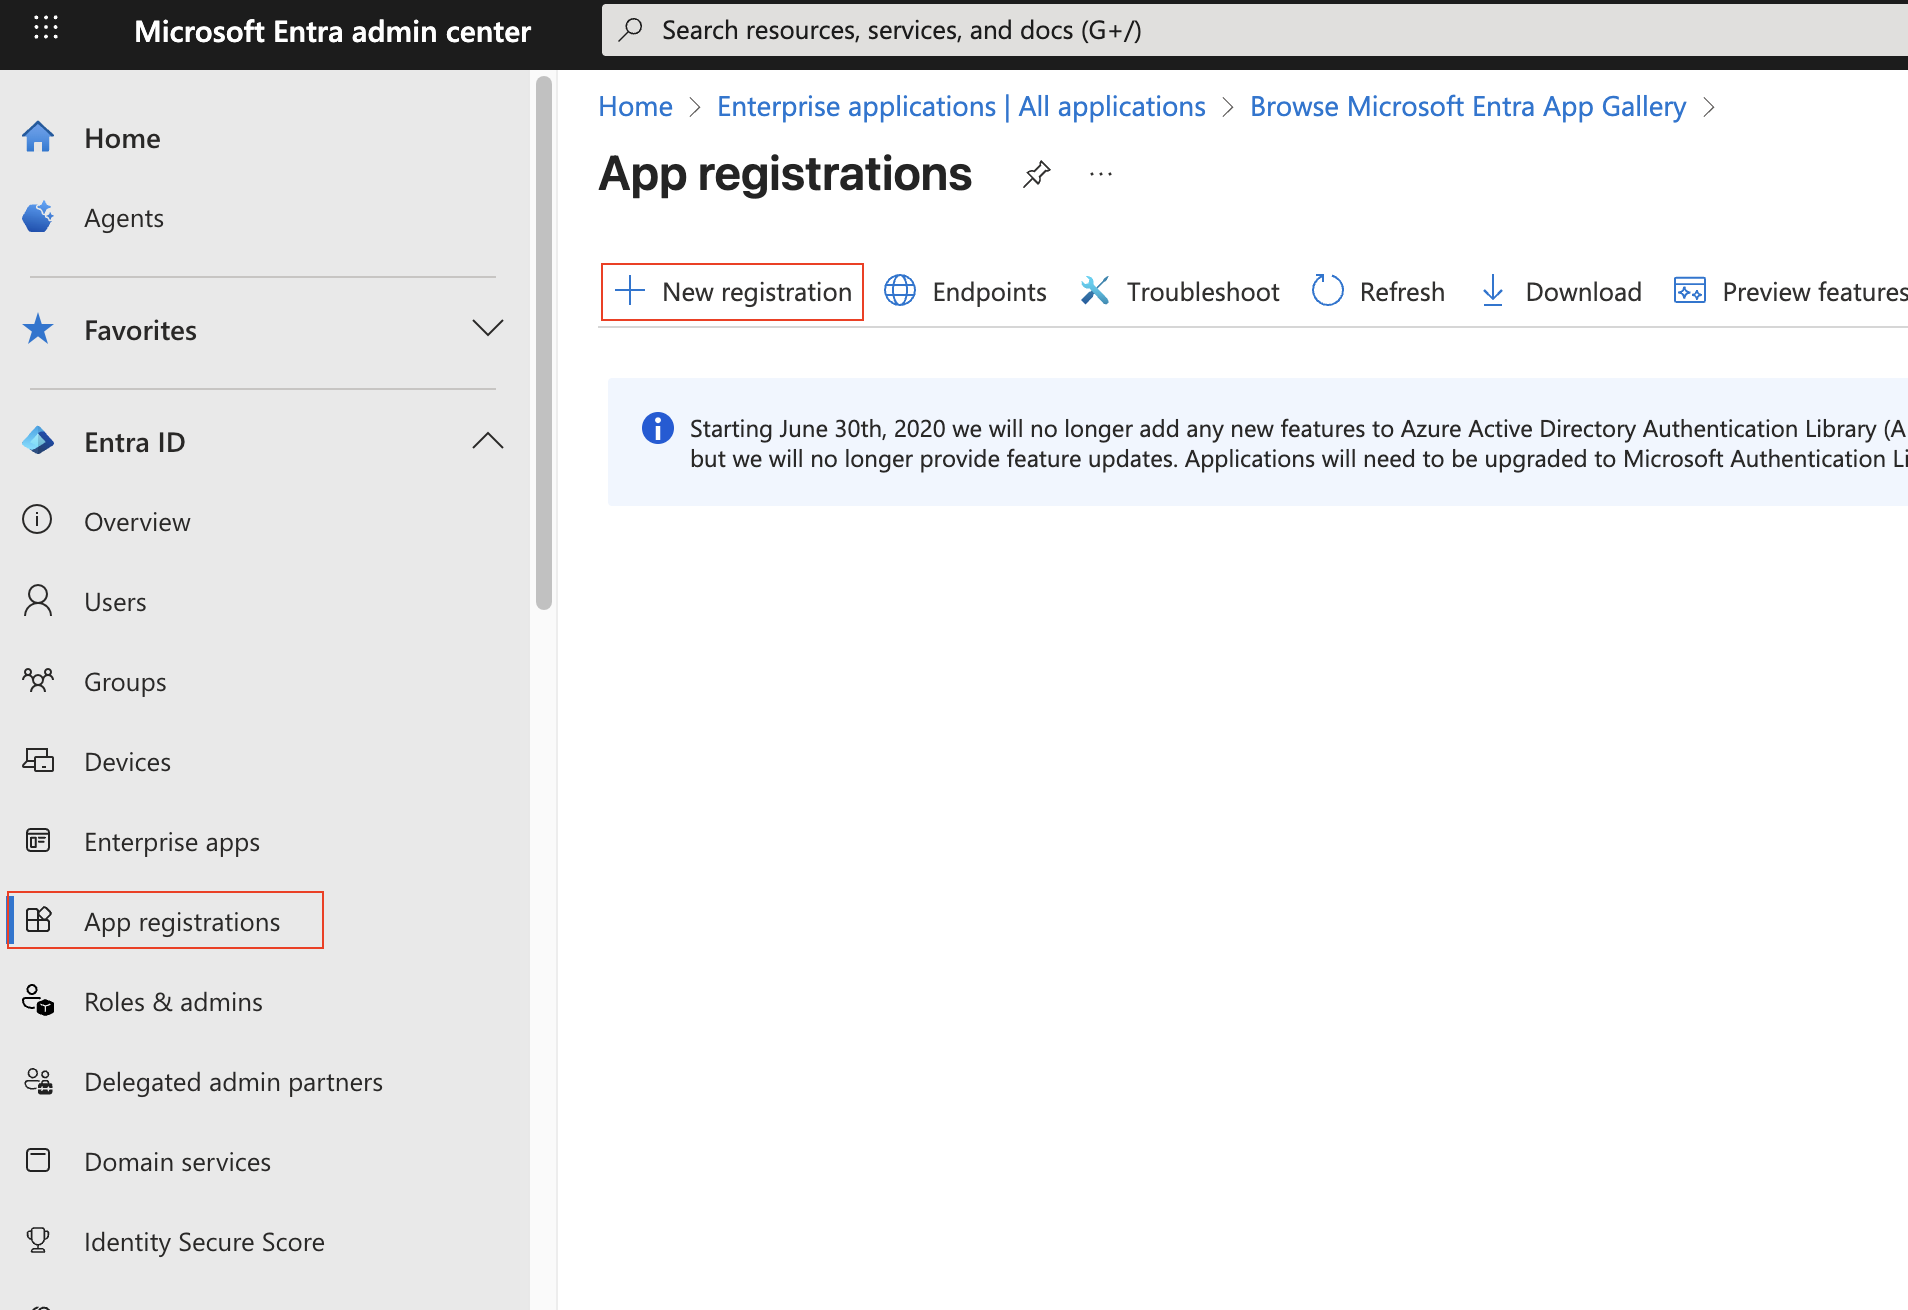 Microsoft Entra admin center
Search resources, services, and docs (G+/)
Home
Agents
Favorites
Entra ID
Overview
Users
Groups
Devices
Enterprise apps
App registrations
Roles & admins
Delegated admin partners
Domain services
Identity Secure Score
Home > Enterprise applications | All applications > Browse Microsoft Entra App Gallery >
App registrations
New registration Endpoints Troubleshoot Refresh Download Preview features
Starting June 30th, 2020 we will no longer add any new features to Azure Active Directory Authentication Library (A
but we will no longer provide feature updates. Applications will need to be upgraded to Microsoft Authentication Li